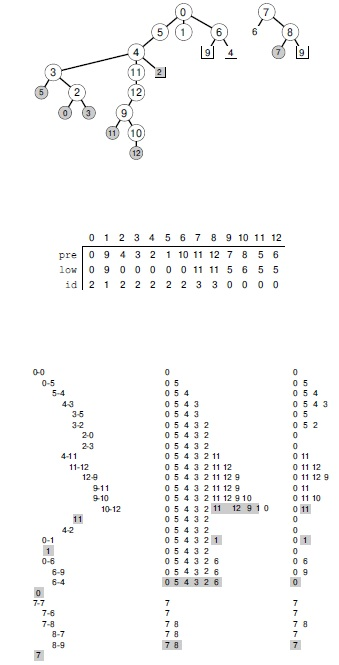 0 7
5 1 6 6 8
4 9 4 7 9
3 11 2
5 2 12
0 3 9
11 10
12
0 1 2 3 4 5 6 7 8 9 10 11 12
pre 0 9 4 3 2 1 10 11 12 7 8 5 6
low 0 9 0 0 0 0 0 11 11 5 6 5 5
id 2 1 2 2 2 2 2 3 3 0 0 0 0
0-0 0 0
0-5 0 5 0 5
5-4 0 5 4 0 5 4
4-3 0 5 4 3 0 5 4 3
3-5 0 5 4 3 0
3-2 0 5 4 3 2 0 5 2
2-0 0 5 4 3 2 0
2-3 0 5 4 3 2 0
4-11 0 5 4 3 2 11 0 11
11-12 0 5 4 3 2 11 12 0 11 12
12-9 0 5 4 3 2 11 12 9 0 11 12 9
9-11 0 5 4 3 2 11 12 9 0 11
9-10 0 5 4 3 2 11 12 9 10 0 11 10
10-12 0 5 4 3 2 11 12 9 1 0 0 11
11 0 5 4 3 2 0
4-2 0 5 4 3 2 0
0-1 0 5 4 3 2 1 0 1
1 0 5 4 3 2 0
0-6 0 5 4 3 2 6 0 6
6-9 0 5 4 3 2 6 0
6-4 0 5 4 3 2 6 0
0
7-7 7 7
7-6 7 7
7-8 7 8 7 8
8-7 7 8 7
8-9 7 8 7
7